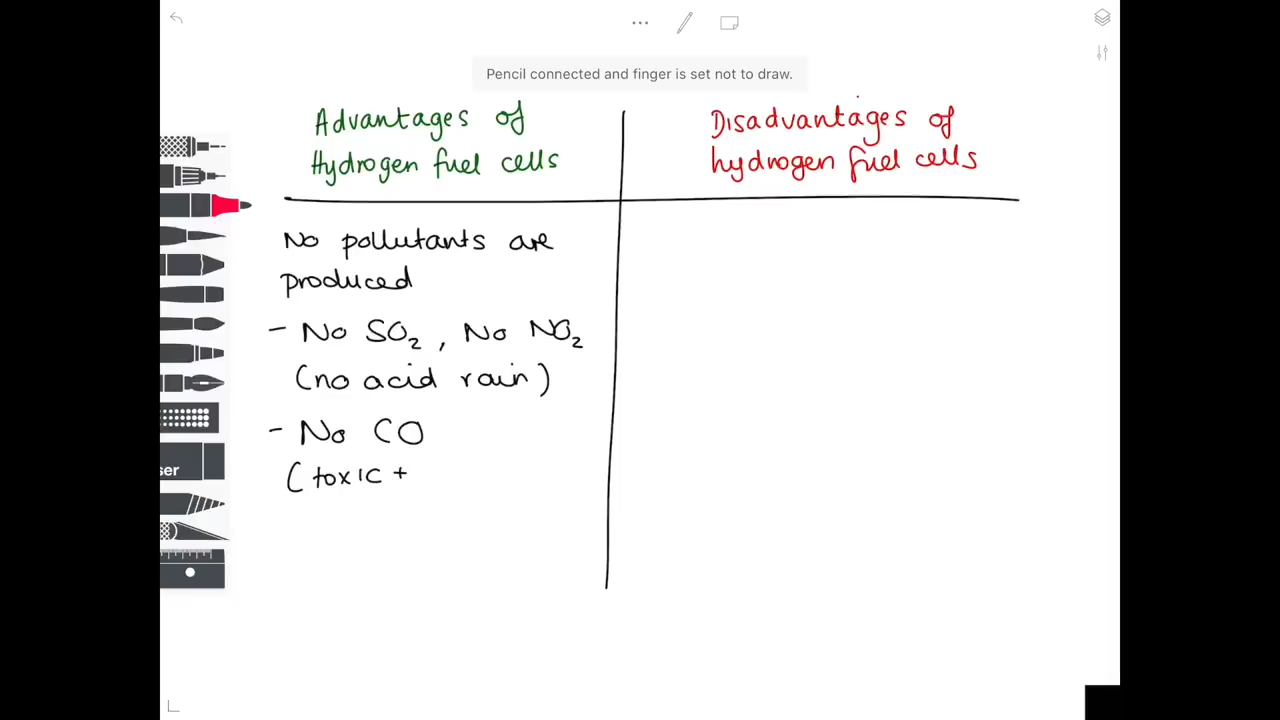 Pencil connected and finger is set not to draw.
Advantages of
Hydrogen fuel cells
Disadvantages of
hydrogen fuel cells
No pollutants are
produced
- No SO₂, No NO₂
(no acid rain)
- No CO
(toxic +
ser